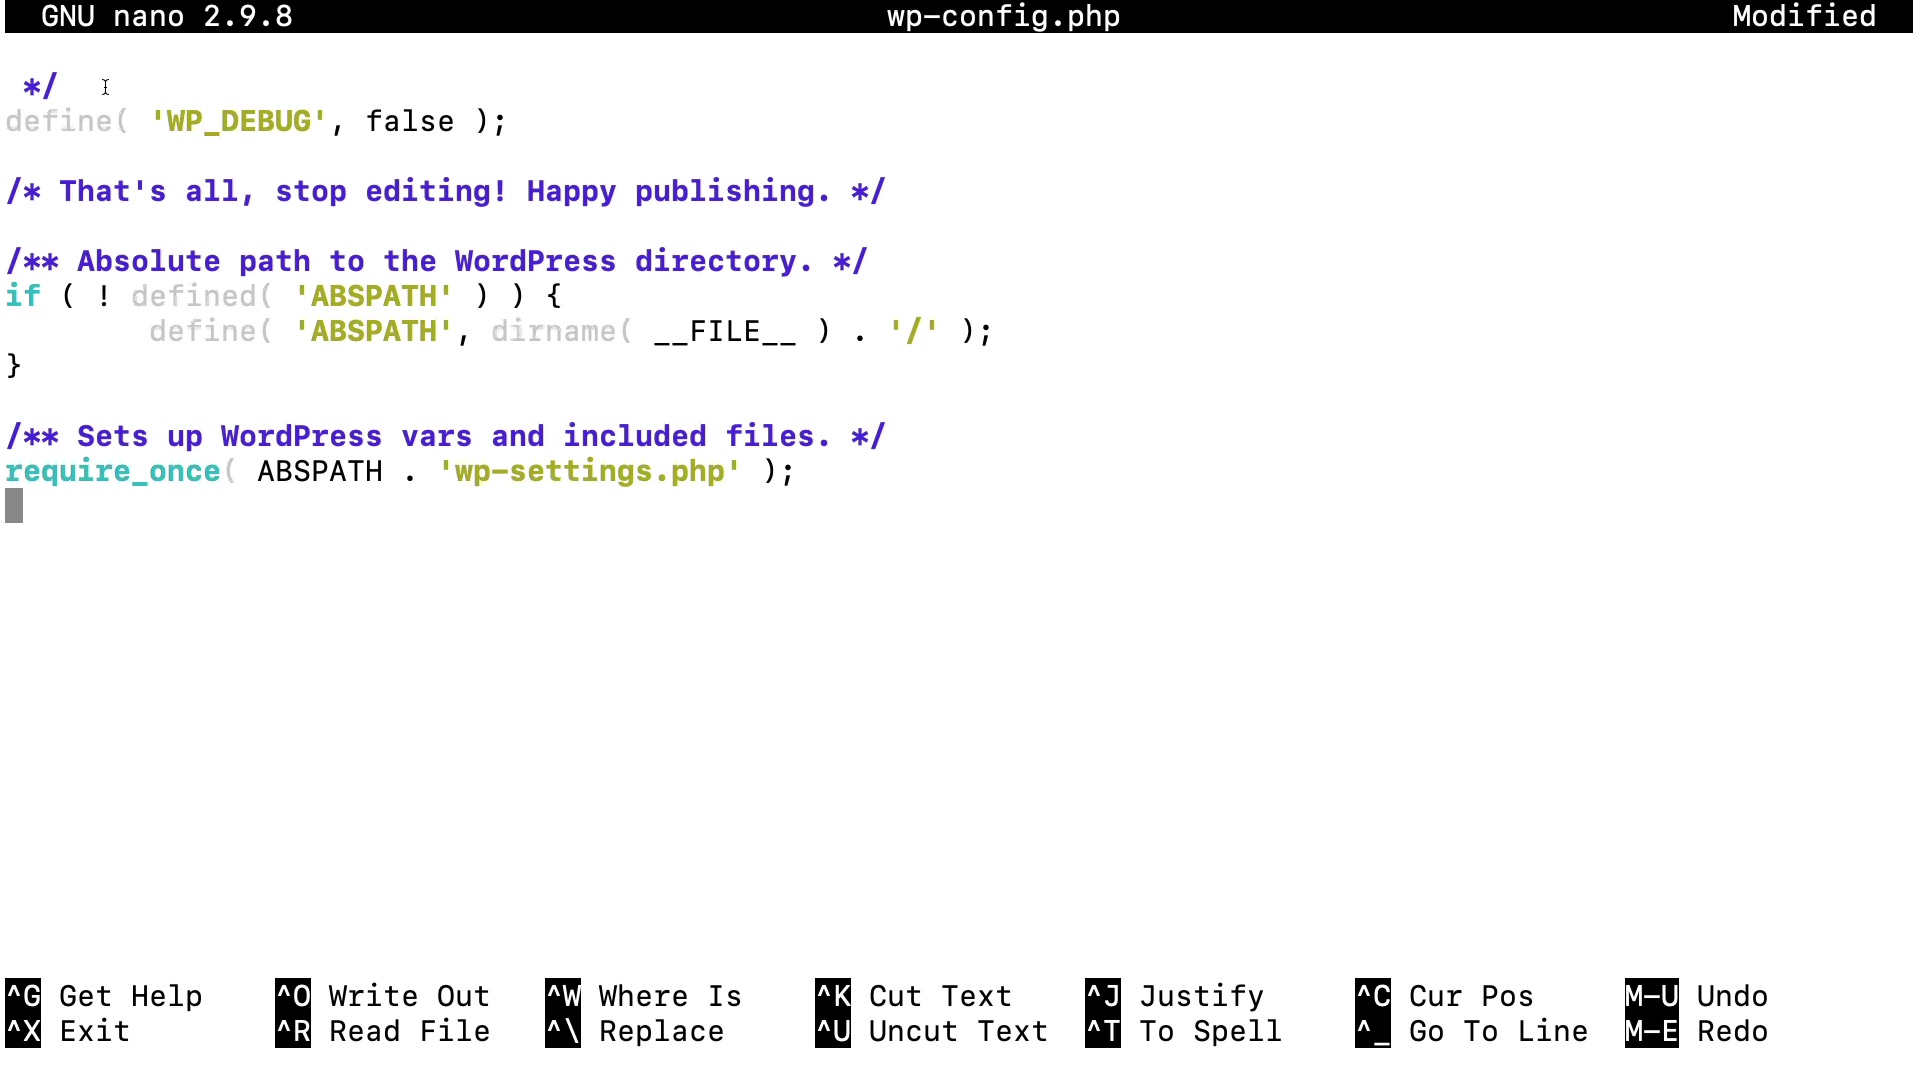 GNU nano 2.9.8 wp-config.php Modified
*/
define( 'WP_DEBUG', false );
/* That's all, stop editing! Happy publishing. */
/** Absolute path to the WordPress directory. */
if ( ! defined( 'ABSPATH' ) ) {
        define( 'ABSPATH', dirname( __FILE__ ) . '/' );
}
/** Sets up WordPress vars and included files. */
require_once( ABSPATH . 'wp-settings.php' );
^G Get Help ^O Write Out ^W Where Is ^K Cut Text ^J Justify ^C Cur Pos M-U Undo
^X Exit ^R Read File ^\ Replace ^U Uncut Text ^T To Spell ^_ Go To Line M-E Redo